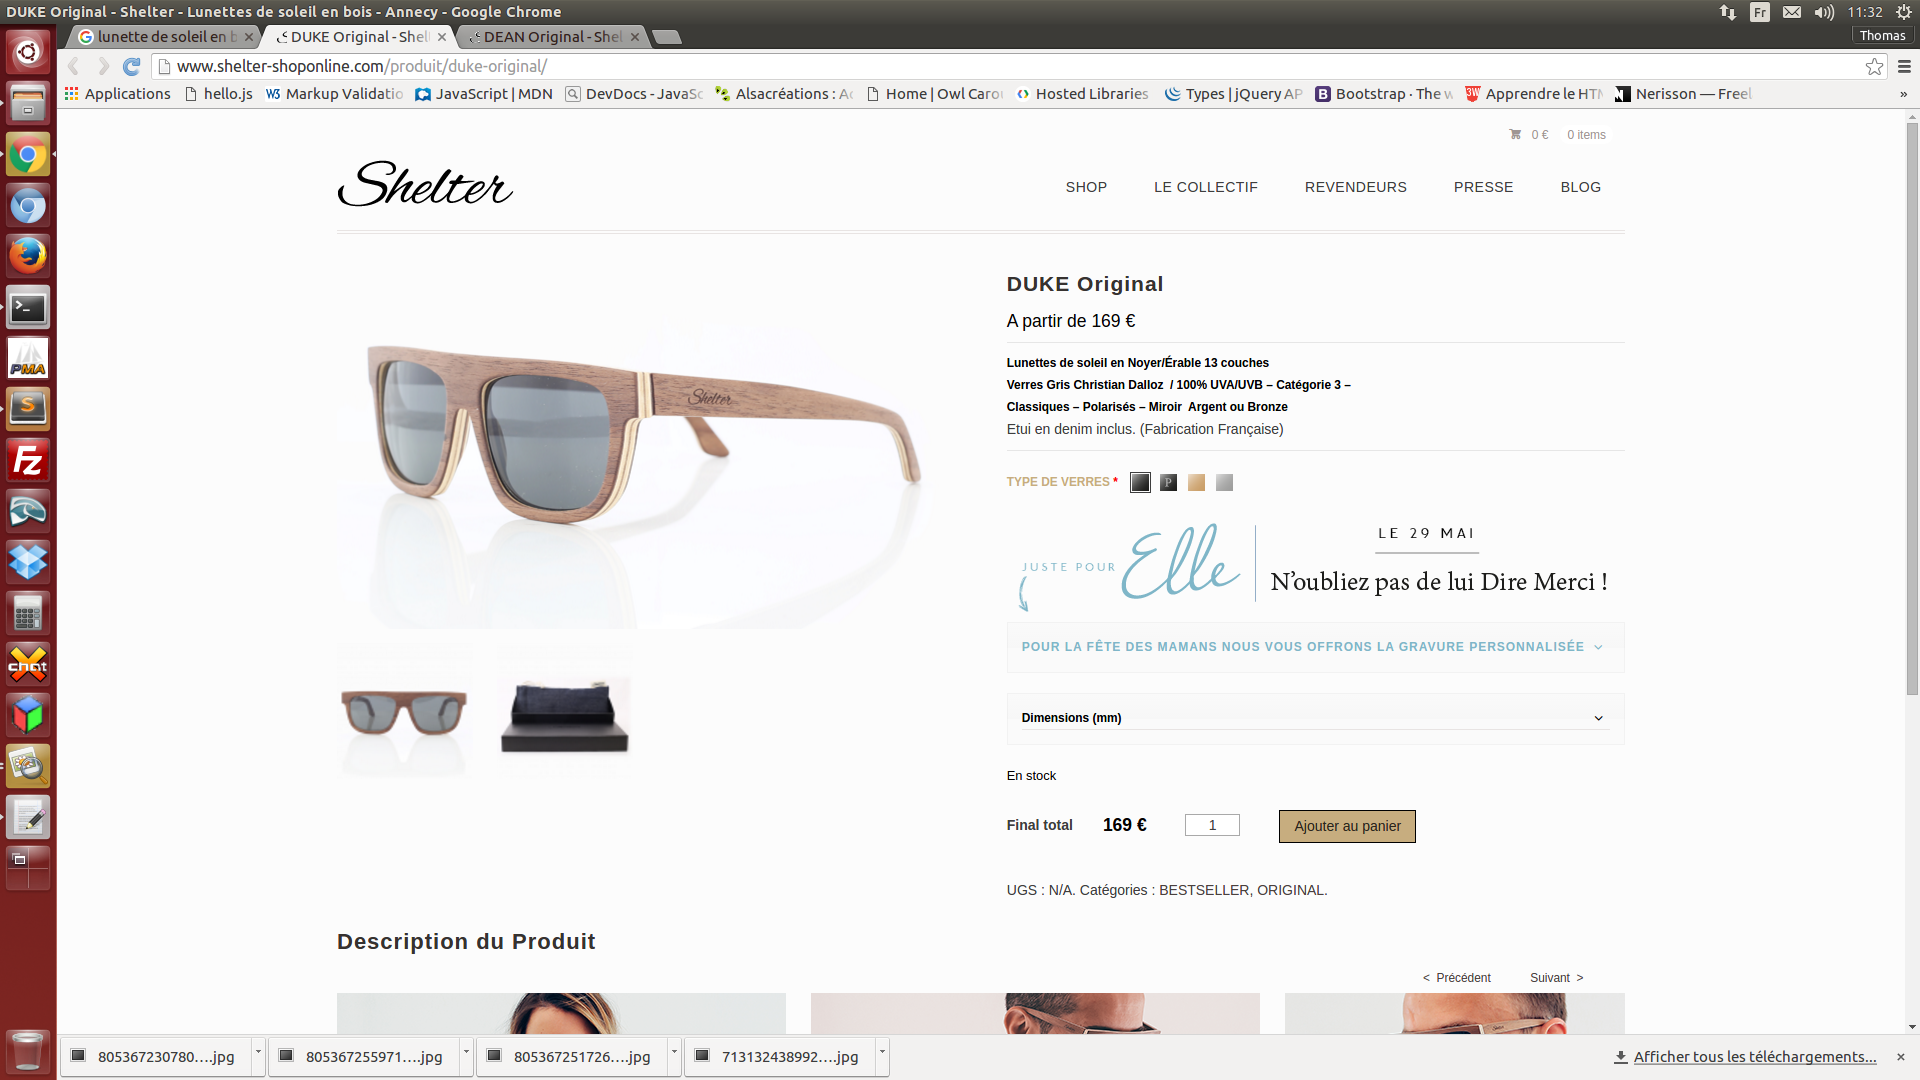 DUKE Original - Shelter - Lunettes de soleil en bois - Annecy - Google Chrome
Fr
11:32
lunette de soleil en b
DUKE Original - Shel
DEAN Original - Shel
Thomas
www.shelter-shoponline.com/produit/duke-original/
Applications
hello.js
W3 Markup Validatio
JavaScript | MDN
DevDocs - JavaSc
Alsacréations : Ac
Home | Owl Carou
Hosted Libraries
Types | jQuery AP
B Bootstrap · The w
Apprendre le HTM
Nerisson — Freel
»
0 €
0 items
Shelter
SHOP
LE COLLECTIF
REVENDEURS
PRESSE
BLOG
DUKE Original
A partir de 169 €
Lunettes de soleil en Noyer/Érable 13 couches
Verres Gris Christian Dalloz / 100% UVA/UVB – Catégorie 3 –
Classiques – Polarisés – Miroir Argent ou Bronze
Etui en denim inclus. (Fabrication Française)
TYPE DE VERRES *
P
JUSTE POUR
Elle
LE 29 MAI
N'oubliez pas de lui Dire Merci !
POUR LA FÊTE DES MAMANS NOUS VOUS OFFRONS LA GRAVURE PERSONNALISÉE
Dimensions (mm)
En stock
Final total
169 €
1
Ajouter au panier
UGS : N/A. Catégories : BESTSELLER, ORIGINAL.
Description du Produit
< Précédent
Suivant >
Shelter
PMA
S
Fz
chat
805367230780....jpg
805367255971....jpg
805367251726....jpg
713132438992....jpg
Afficher tous les téléchargements...